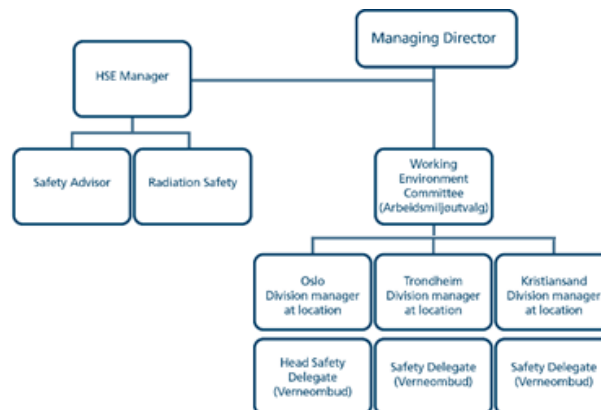 Managing Director
HSE Manager
Safety Advisor
Radiation Safety
Working
Environment
Committee
(Arbeidsmiljøutvalg)
Oslo
Division manager
at location
Trondheim
Division manager
at location
Kristiansand
Division manager
at location
Head Safety
Delegate
(Verneombud)
Safety Delegate
(Verneombud)
Safety Delegate
(Verneombud)